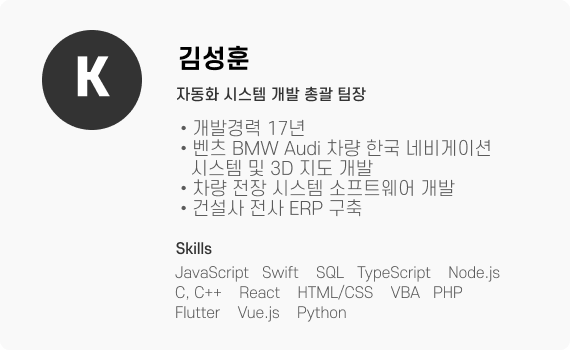 K
김성훈
자동화 시스템 개발 총괄 팀장
• 개발경력 17년
• 벤츠 BMW Audi 차량 한국 네비게이션
시스템 및 3D 지도 개발
• 차량 전장 시스템 소프트웨어 개발
• 건설사 전사 ERP 구축
Skills
JavaScript Swift SQL TypeScript Node.js
C, C++ React HTML/CSS VBA PHP
Flutter Vue.js Python